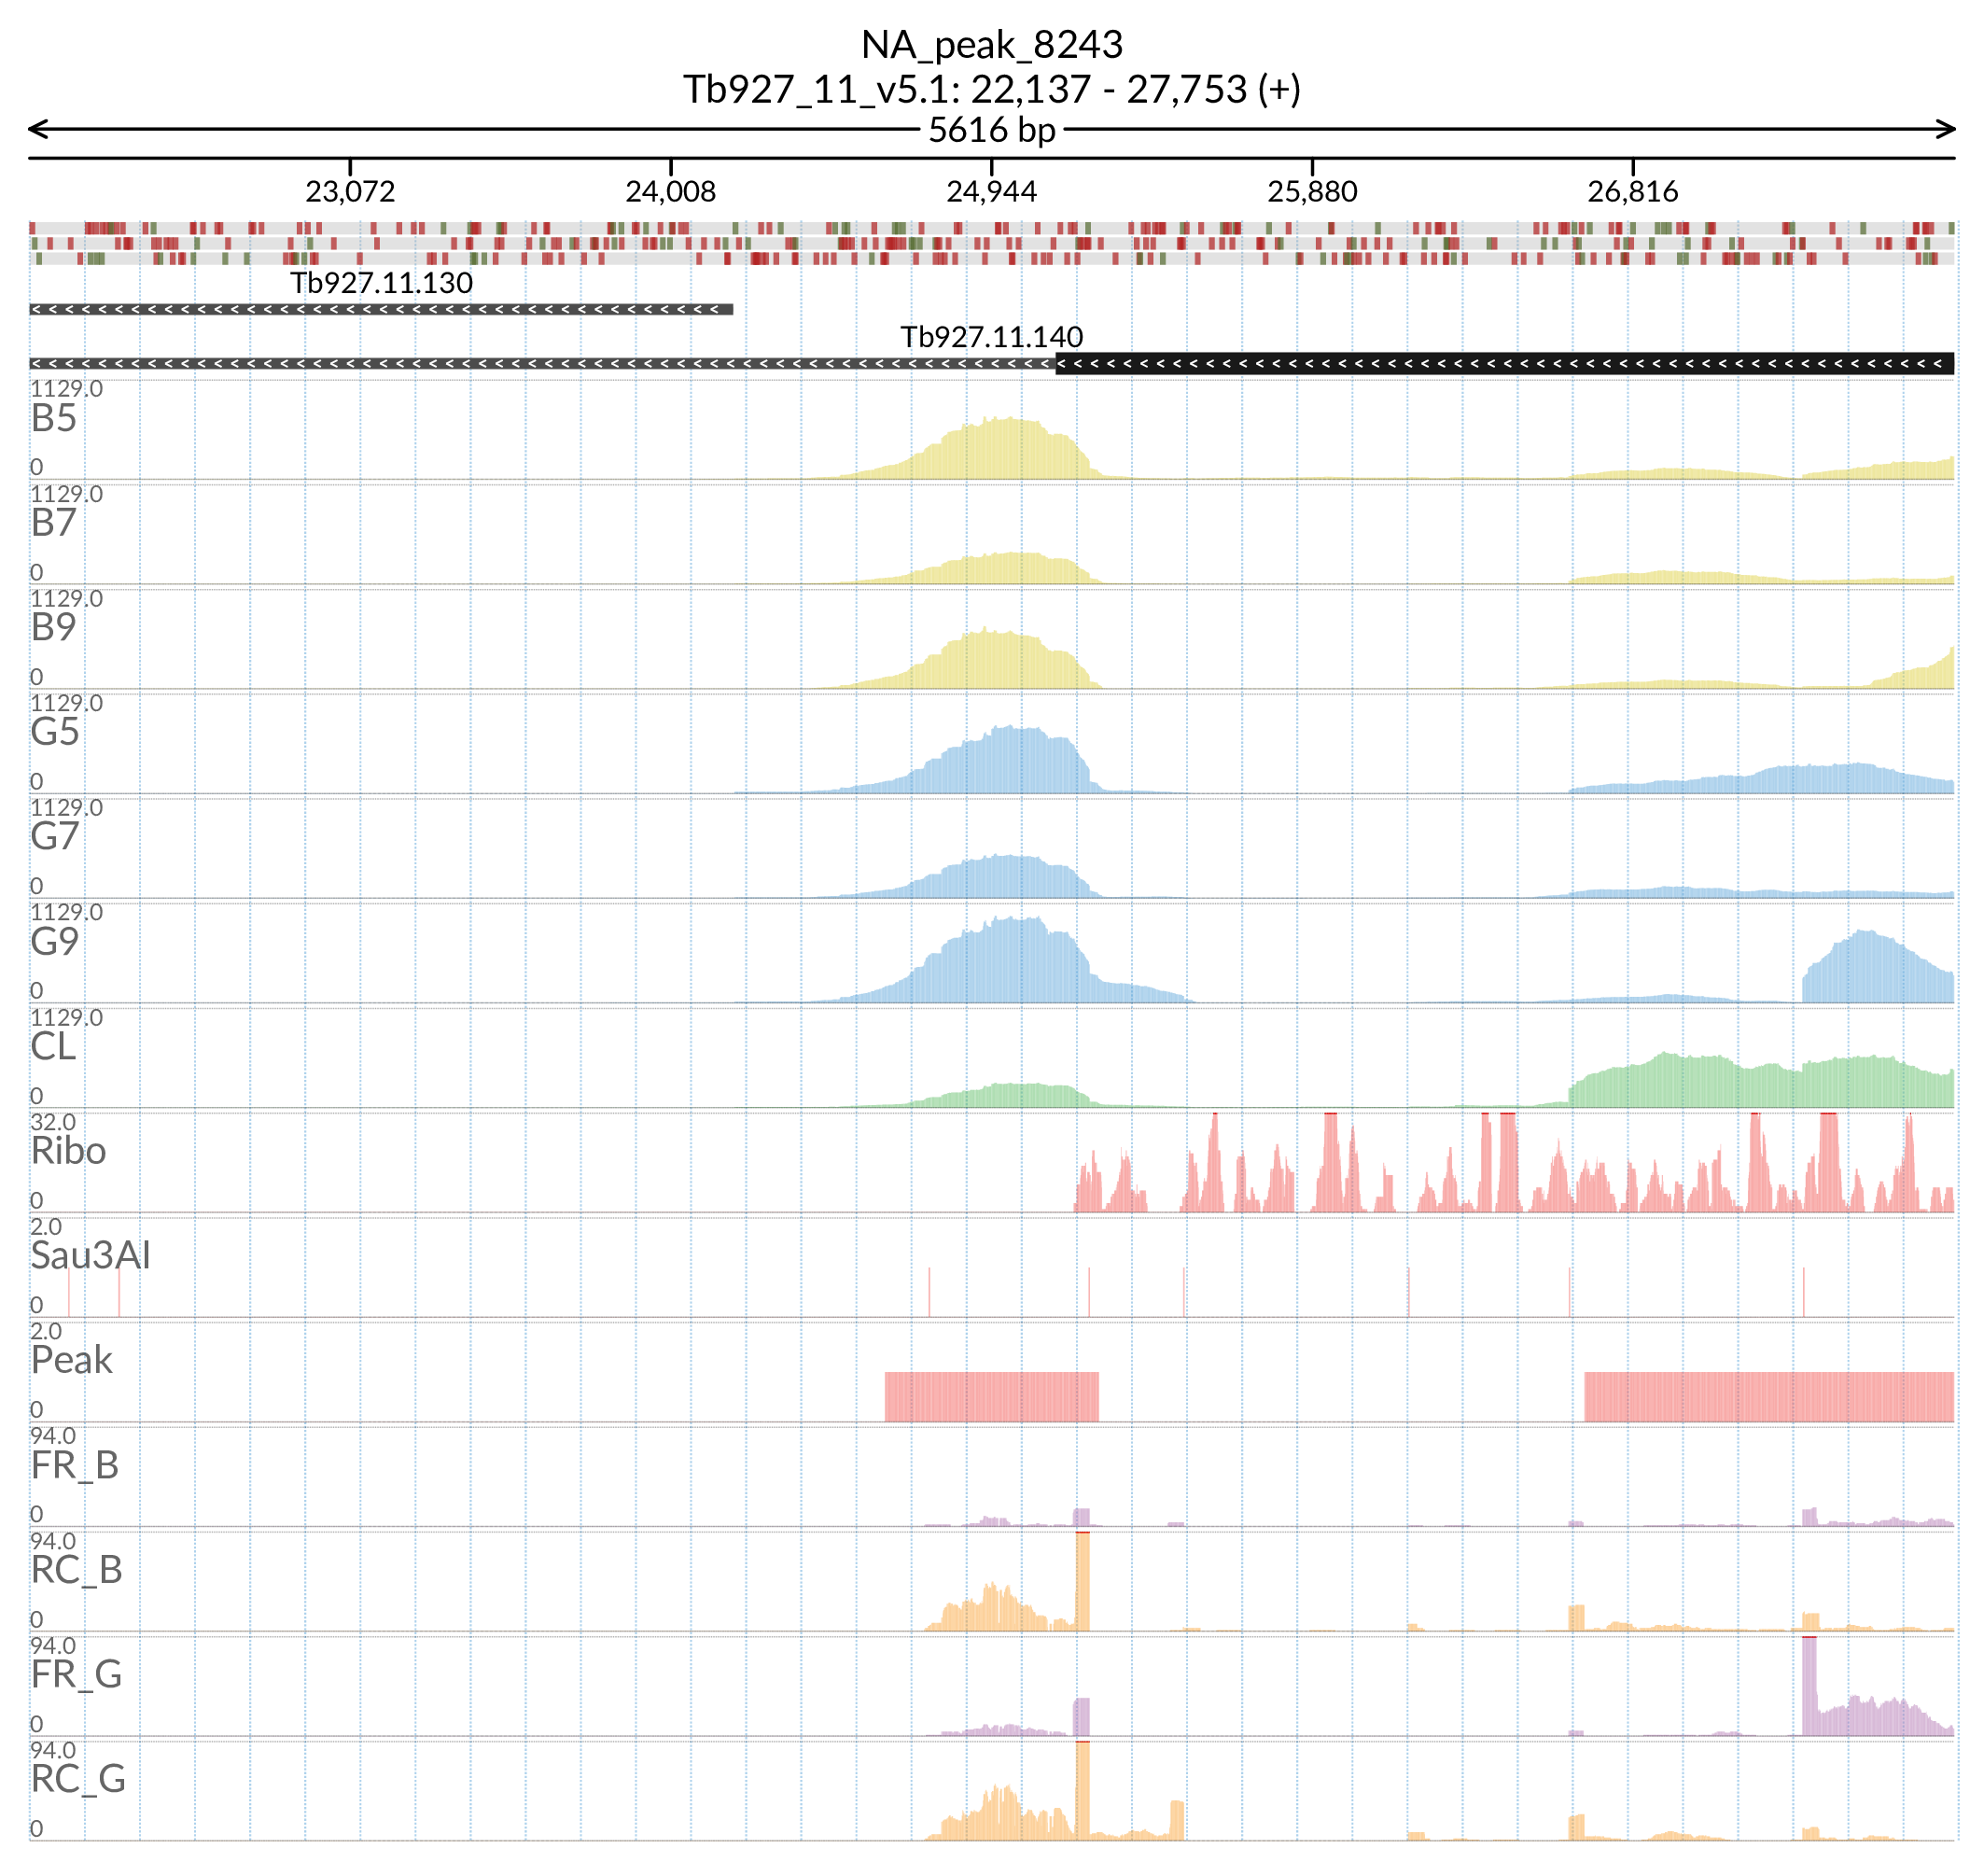 NA_peak_8243
Tb927_11_v5.1: 22,137 - 27,753 (+)
5616 bp
23,072 24,008 24,944 25,880 26,816
Tb927.11.130
Tb927.11.140
1129.0
B5
0
1129.0
B7
0
1129.0
B9
0
1129.0
G5
0
1129.0
G7
0
1129.0
G9
0
1129.0
CL
0
32.0
Ribo
0
2.0
Sau3AI
0
2.0
Peak
0
94.0
FR_B
0
94.0
RC_B
0
94.0
FR_G
0
94.0
RC_G
0